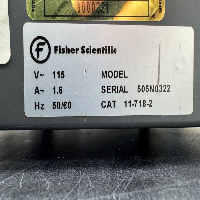 Fisher Scientific
V~ 115 MODEL
A~ 1.6 SERIAL 505N0322
Hz 50/60 CAT 11-718-2